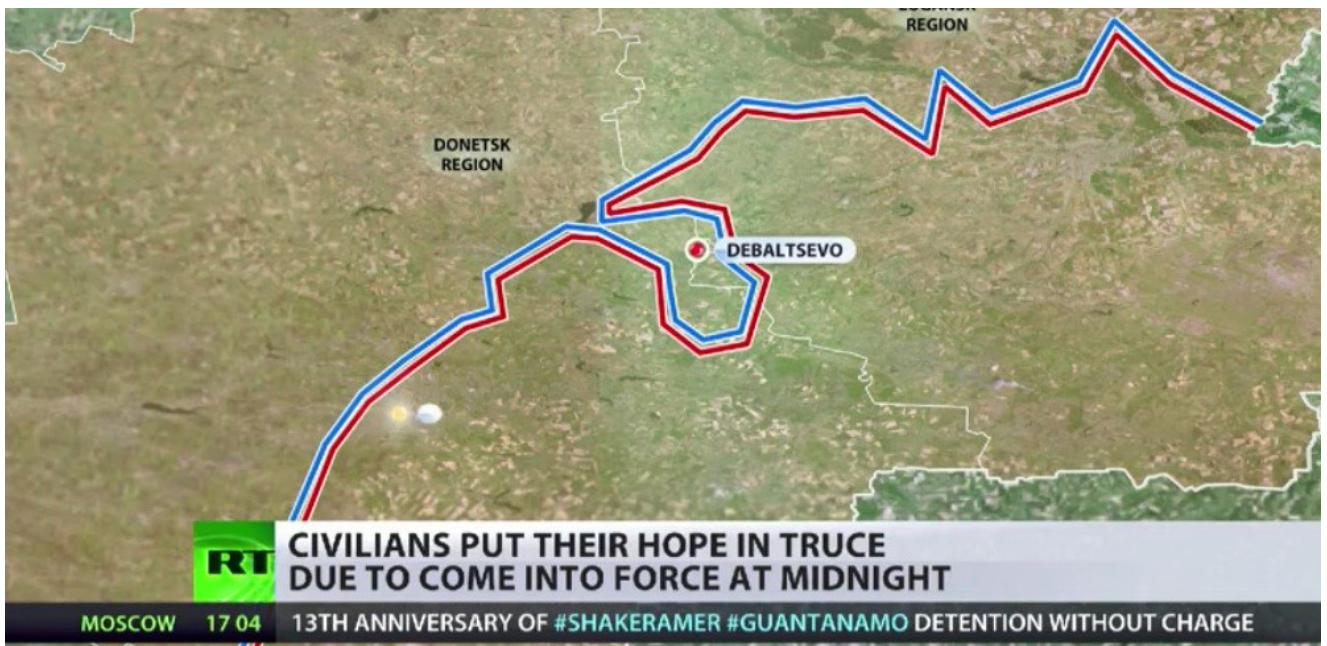 LUGANSK
REGION
DONETSK
REGION
DEBALTSEVO
RT
CIVILIANS PUT THEIR HOPE IN TRUCE
DUE TO COME INTO FORCE AT MIDNIGHT
MOSCOW 17 04 13TH ANNIVERSARY OF #SHAKERAMER #GUANTANAMO DETENTION WITHOUT CHARGE